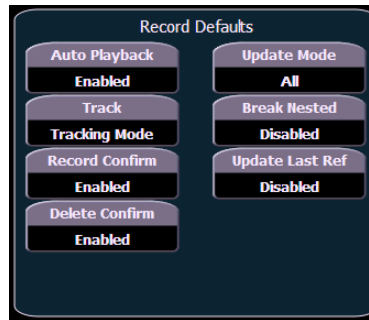 Record Defaults
Auto Playback
Enabled
Update Mode
All
Track
Tracking Mode
Break Nested
Disabled
Record Confirm
Enabled
Update Last Ref
Disabled
Delete Confirm
Enabled